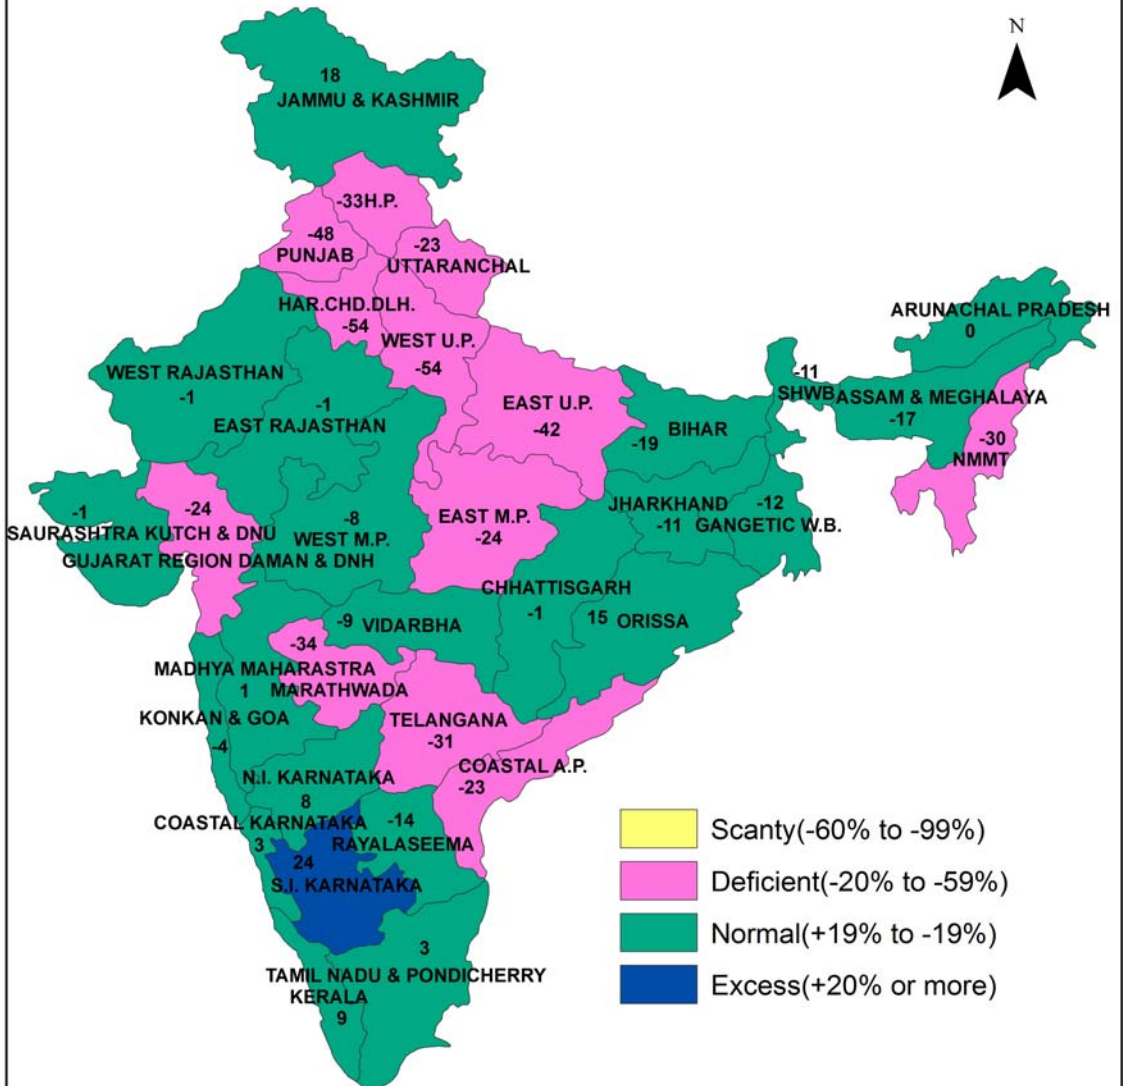 N
18
JAMMU & KASHMIR
-33H.P.
-48
PUNJAB
-23
UTTARANCHAL
HAR.CHD.DLH.
-54
WEST U.P.
-54
ARUNACHAL PRADESH
0
WEST RAJASTHAN
-1
-1
EAST RAJASTHAN
EAST U.P.
-42
-19 BIHAR
-11
SHWB
ASSAM & MEGHALAYA
-17
-30
NMMT
-1
SAURASHTRA KUTCH & DNU
-24
GUJARAT REGION DAMAN & DNH
-8
WEST M.P.
EAST M.P.
-24
JHARKHAND
-11
-12
GANGETIC W.B.
CHHATTISGARH
-1
15 ORISSA
-9 VIDARBHA
-34
MADHYA MAHARASTRA
1
MARATHWADA
KONKAN & GOA
-4
TELANGANA
-31
COASTAL A.P.
-23
N.I. KARNATAKA
8
COASTAL KARNATAKA
3
-14
RAYALASEEMA
24
S.I. KARNATAKA
3
TAMIL NADU & PONDICHERRY
KERALA
9
Scanty(-60% to -99%)
Deficient(-20% to -59%)
Normal(+19% to -19%)
Excess(+20% or more)